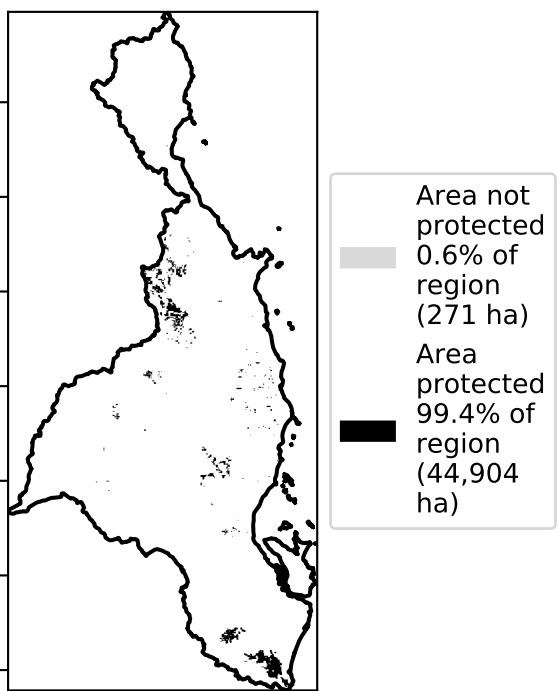 Area not
protected
0.6% of
region
(271 ha)
Area
protected
99.4% of
region
(44,904
ha)